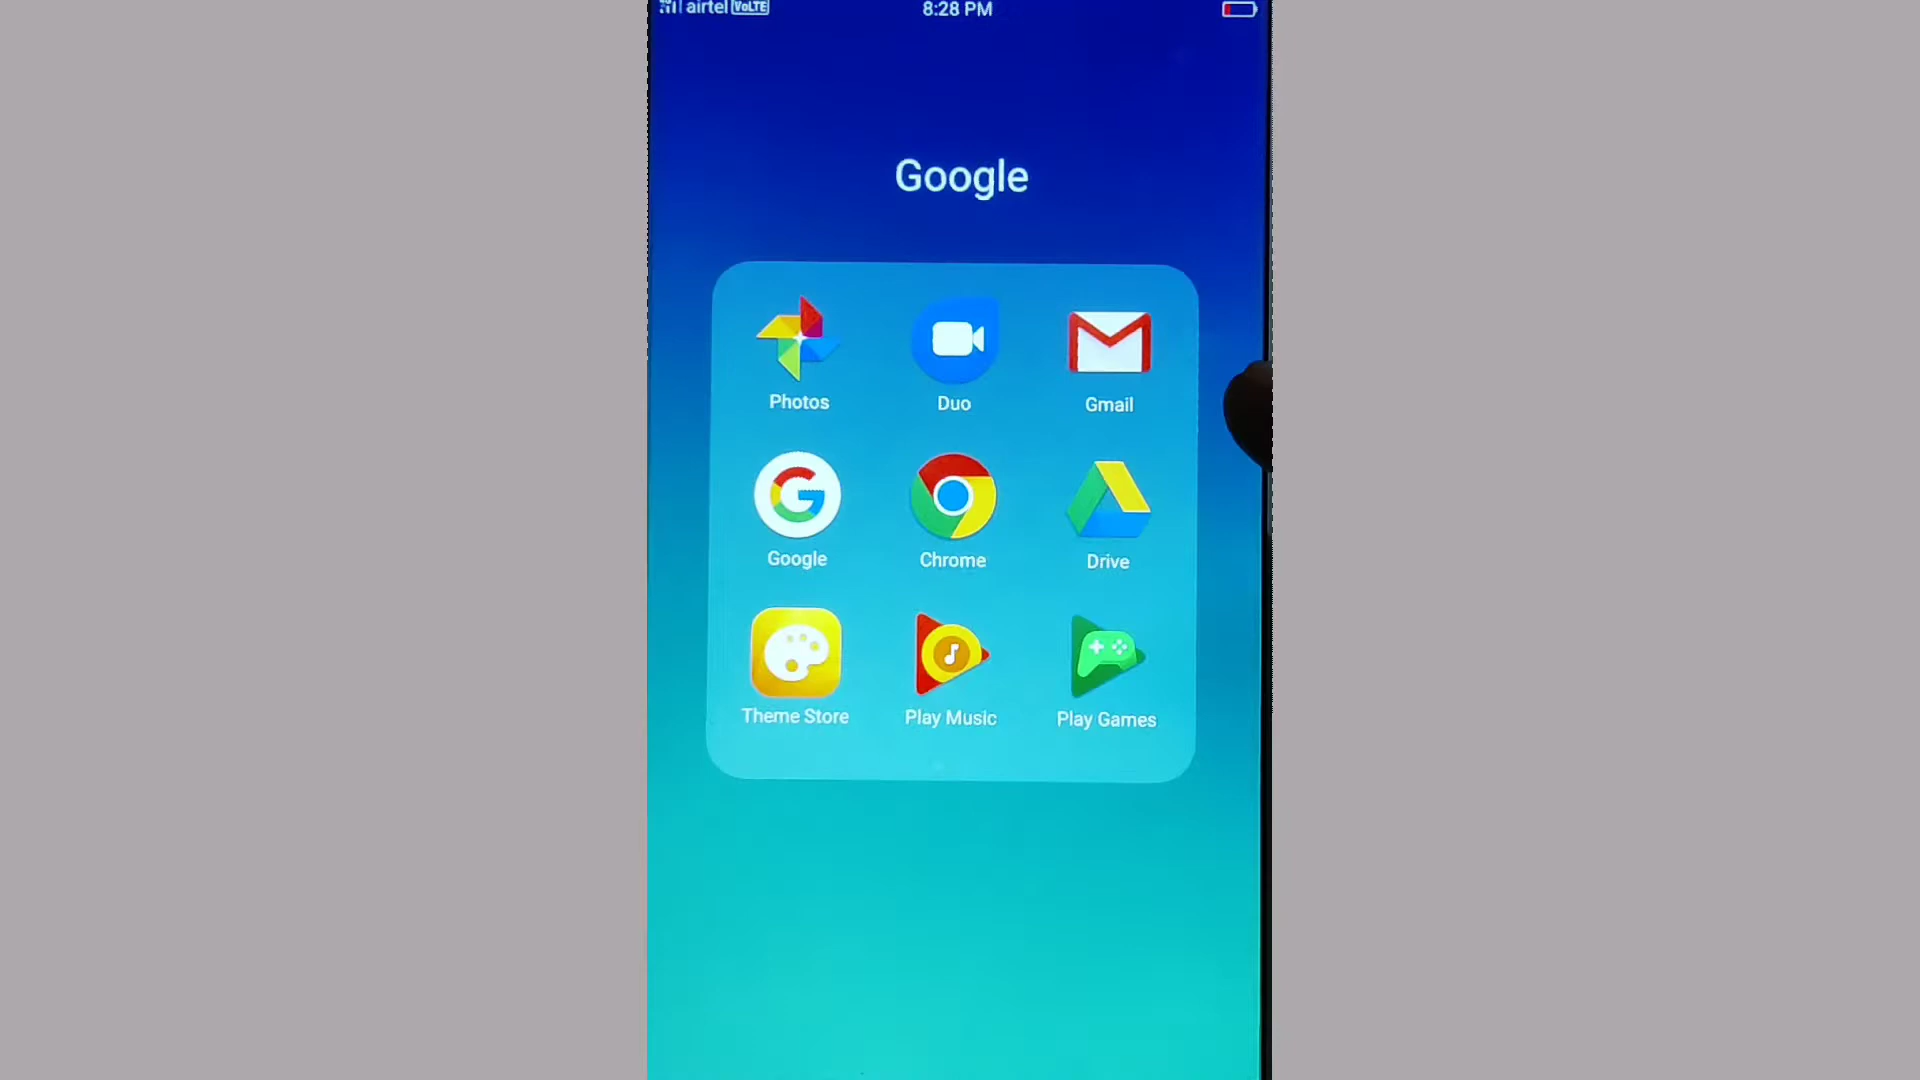 airtel VoLTE 8:28 PM
Google
Photos Duo Gmail
Google Chrome Drive
Theme Store Play Music Play Games